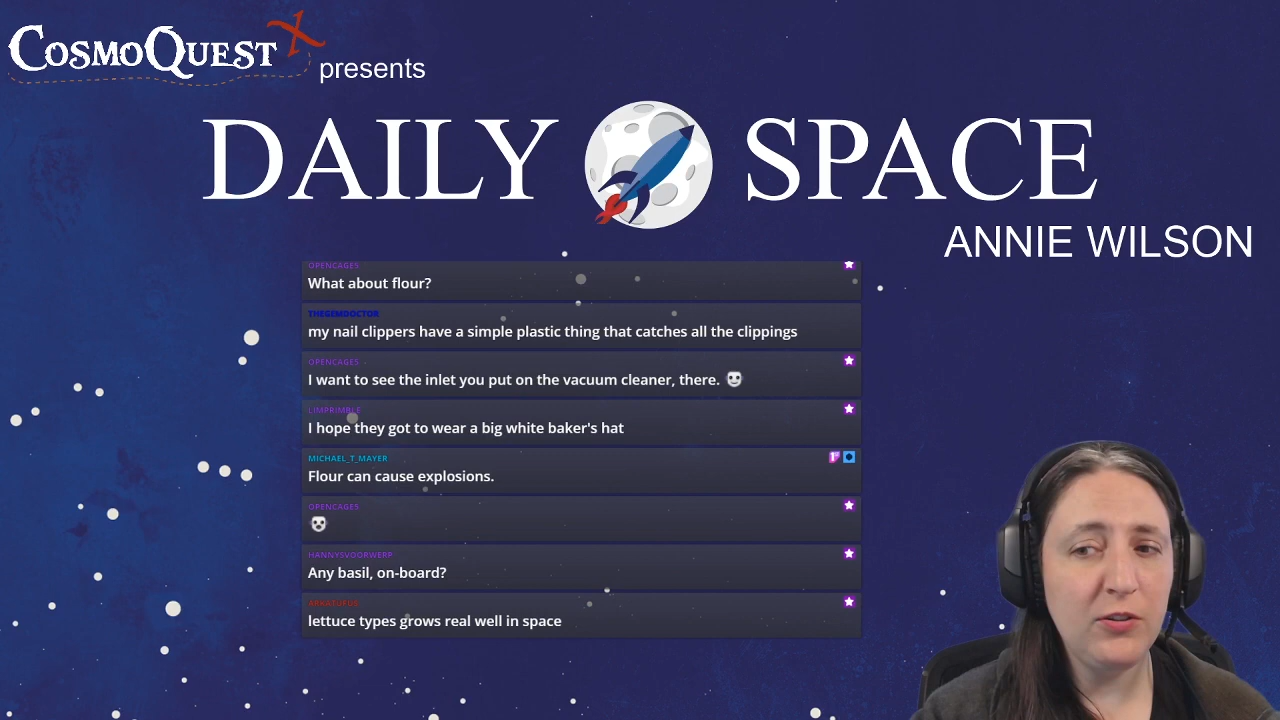 COSMOQUEST X
presents
DAILY SPACE
ANNIE WILSON
OPENCAGES
What about flour?
THEGEMDOCTOR
my nail clippers have a simple plastic thing that catches all the clippings
OPENCAGES
I want to see the inlet you put on the vacuum cleaner, there.
LIMPRIMBLE
I hope they got to wear a big white baker's hat
MICHAEL_T_MAYER
Flour can cause explosions.
OPENCAGES
HANNYSVOORWERP
Any basil, on-board?
lettuce types grows real well in space